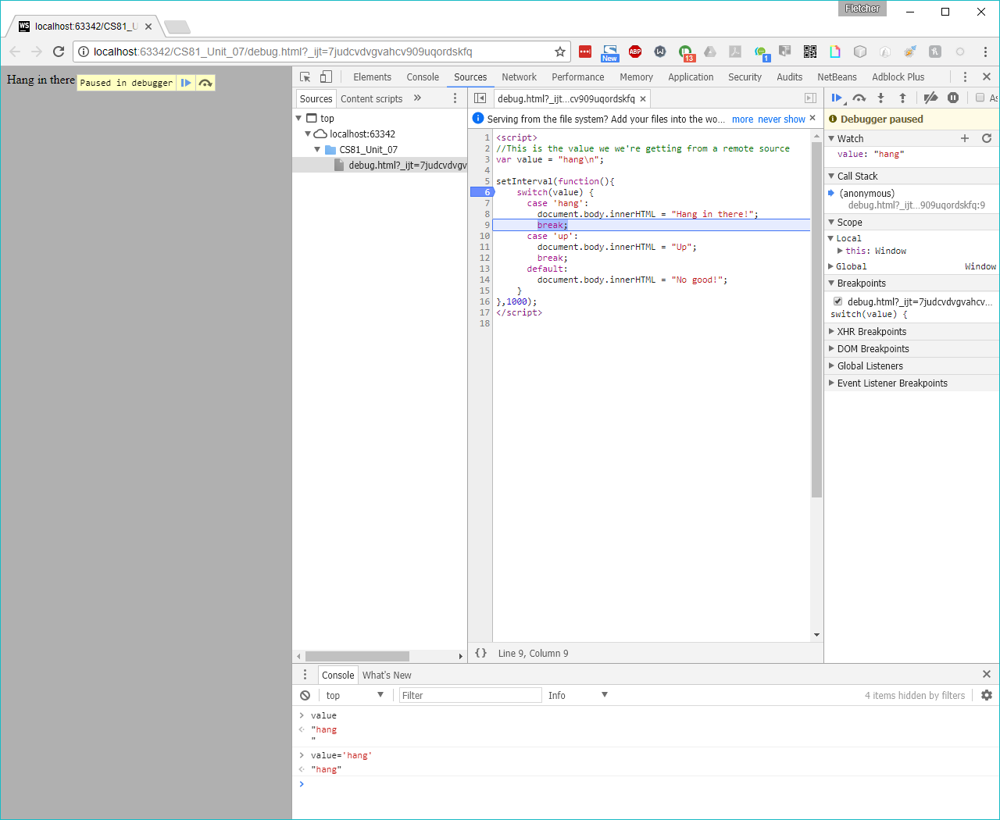 Fletcher
WS localhost:63342/CS81_U
localhost:63342/CS81_Unit_07/debug.html?_ijt=7judcvdvgvahcv909uqordskfq
New ABP W 13 1
Hang in there Paused in debugger
Elements Console Sources Network Performance Memory Application Security Audits NetBeans Adblock Plus
Sources Content scripts »
top
localhost:63342
CS81_Unit_07
debug.html?_ijt=7judcvdvgv
debug.html?_ijt...cv909uqordskfq
Serving from the file system? Add your files into the wo... more never show
1 <script>
2 //This is the value we we're getting from a remote source
3 var value = "hang\n";
4
5 setInterval(function(){
6 switch(value) {
7 case 'hang':
8 document.body.innerHTML = "Hang in there!";
9 break;
10 case 'up':
11 document.body.innerHTML = "Up";
12 break;
13 default:
14 document.body.innerHTML = "No good!";
15 }
16 },1000);
17 </script>
18
{} Line 9, Column 9
As
Debugger paused
Watch
value: "hang"
Call Stack
(anonymous)
debug.html?_ijt...909uqordskfq:9
Scope
Local
this: Window
Global Window
Breakpoints
debug.html?_ijt=7judcvdvgvahcv...
switch(value) {
XHR Breakpoints
DOM Breakpoints
Global Listeners
Event Listener Breakpoints
Console What's New
top Filter Info 4 items hidden by filters
> value
"hang
"
> value='hang'
"hang"
>